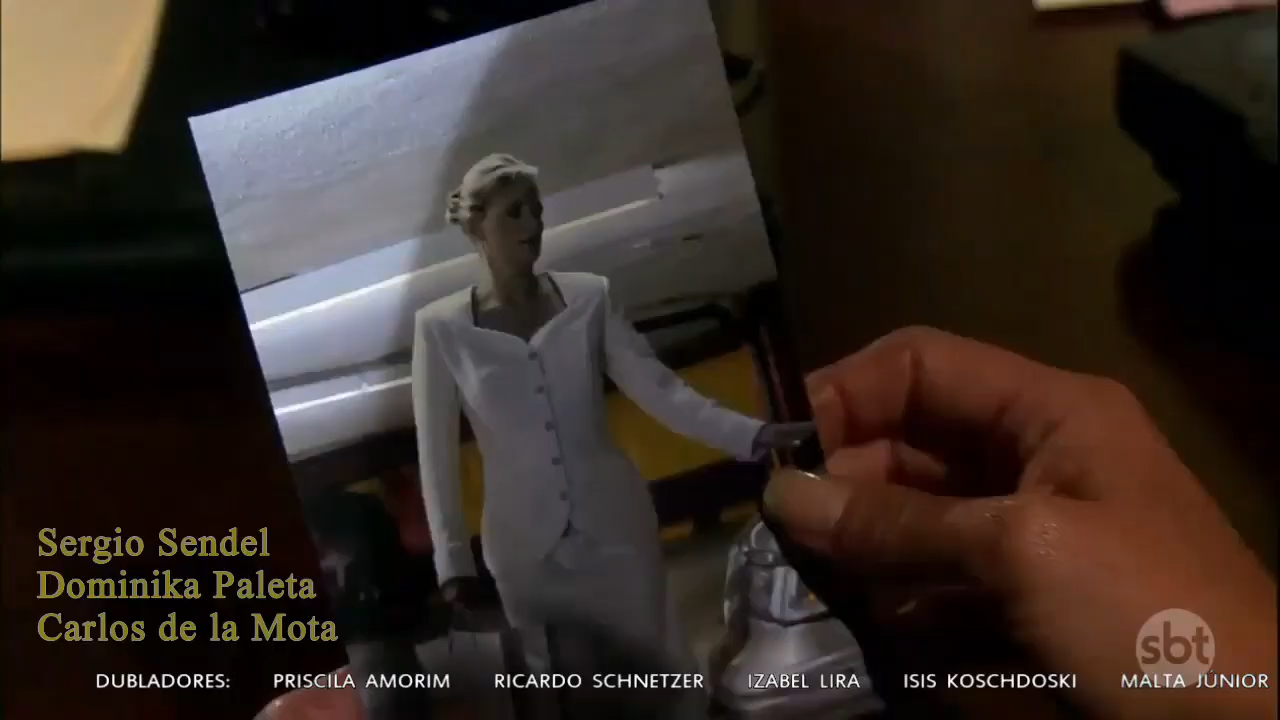 Sergio Sendel
Dominika Paleta
Carlos de la Mota
sbt
DUBLADORES: PRISCILA AMORIM RICARDO SCHNETZER IZABEL LIRA ISIS KOSCHDOSKI MALTA JÚNIOR